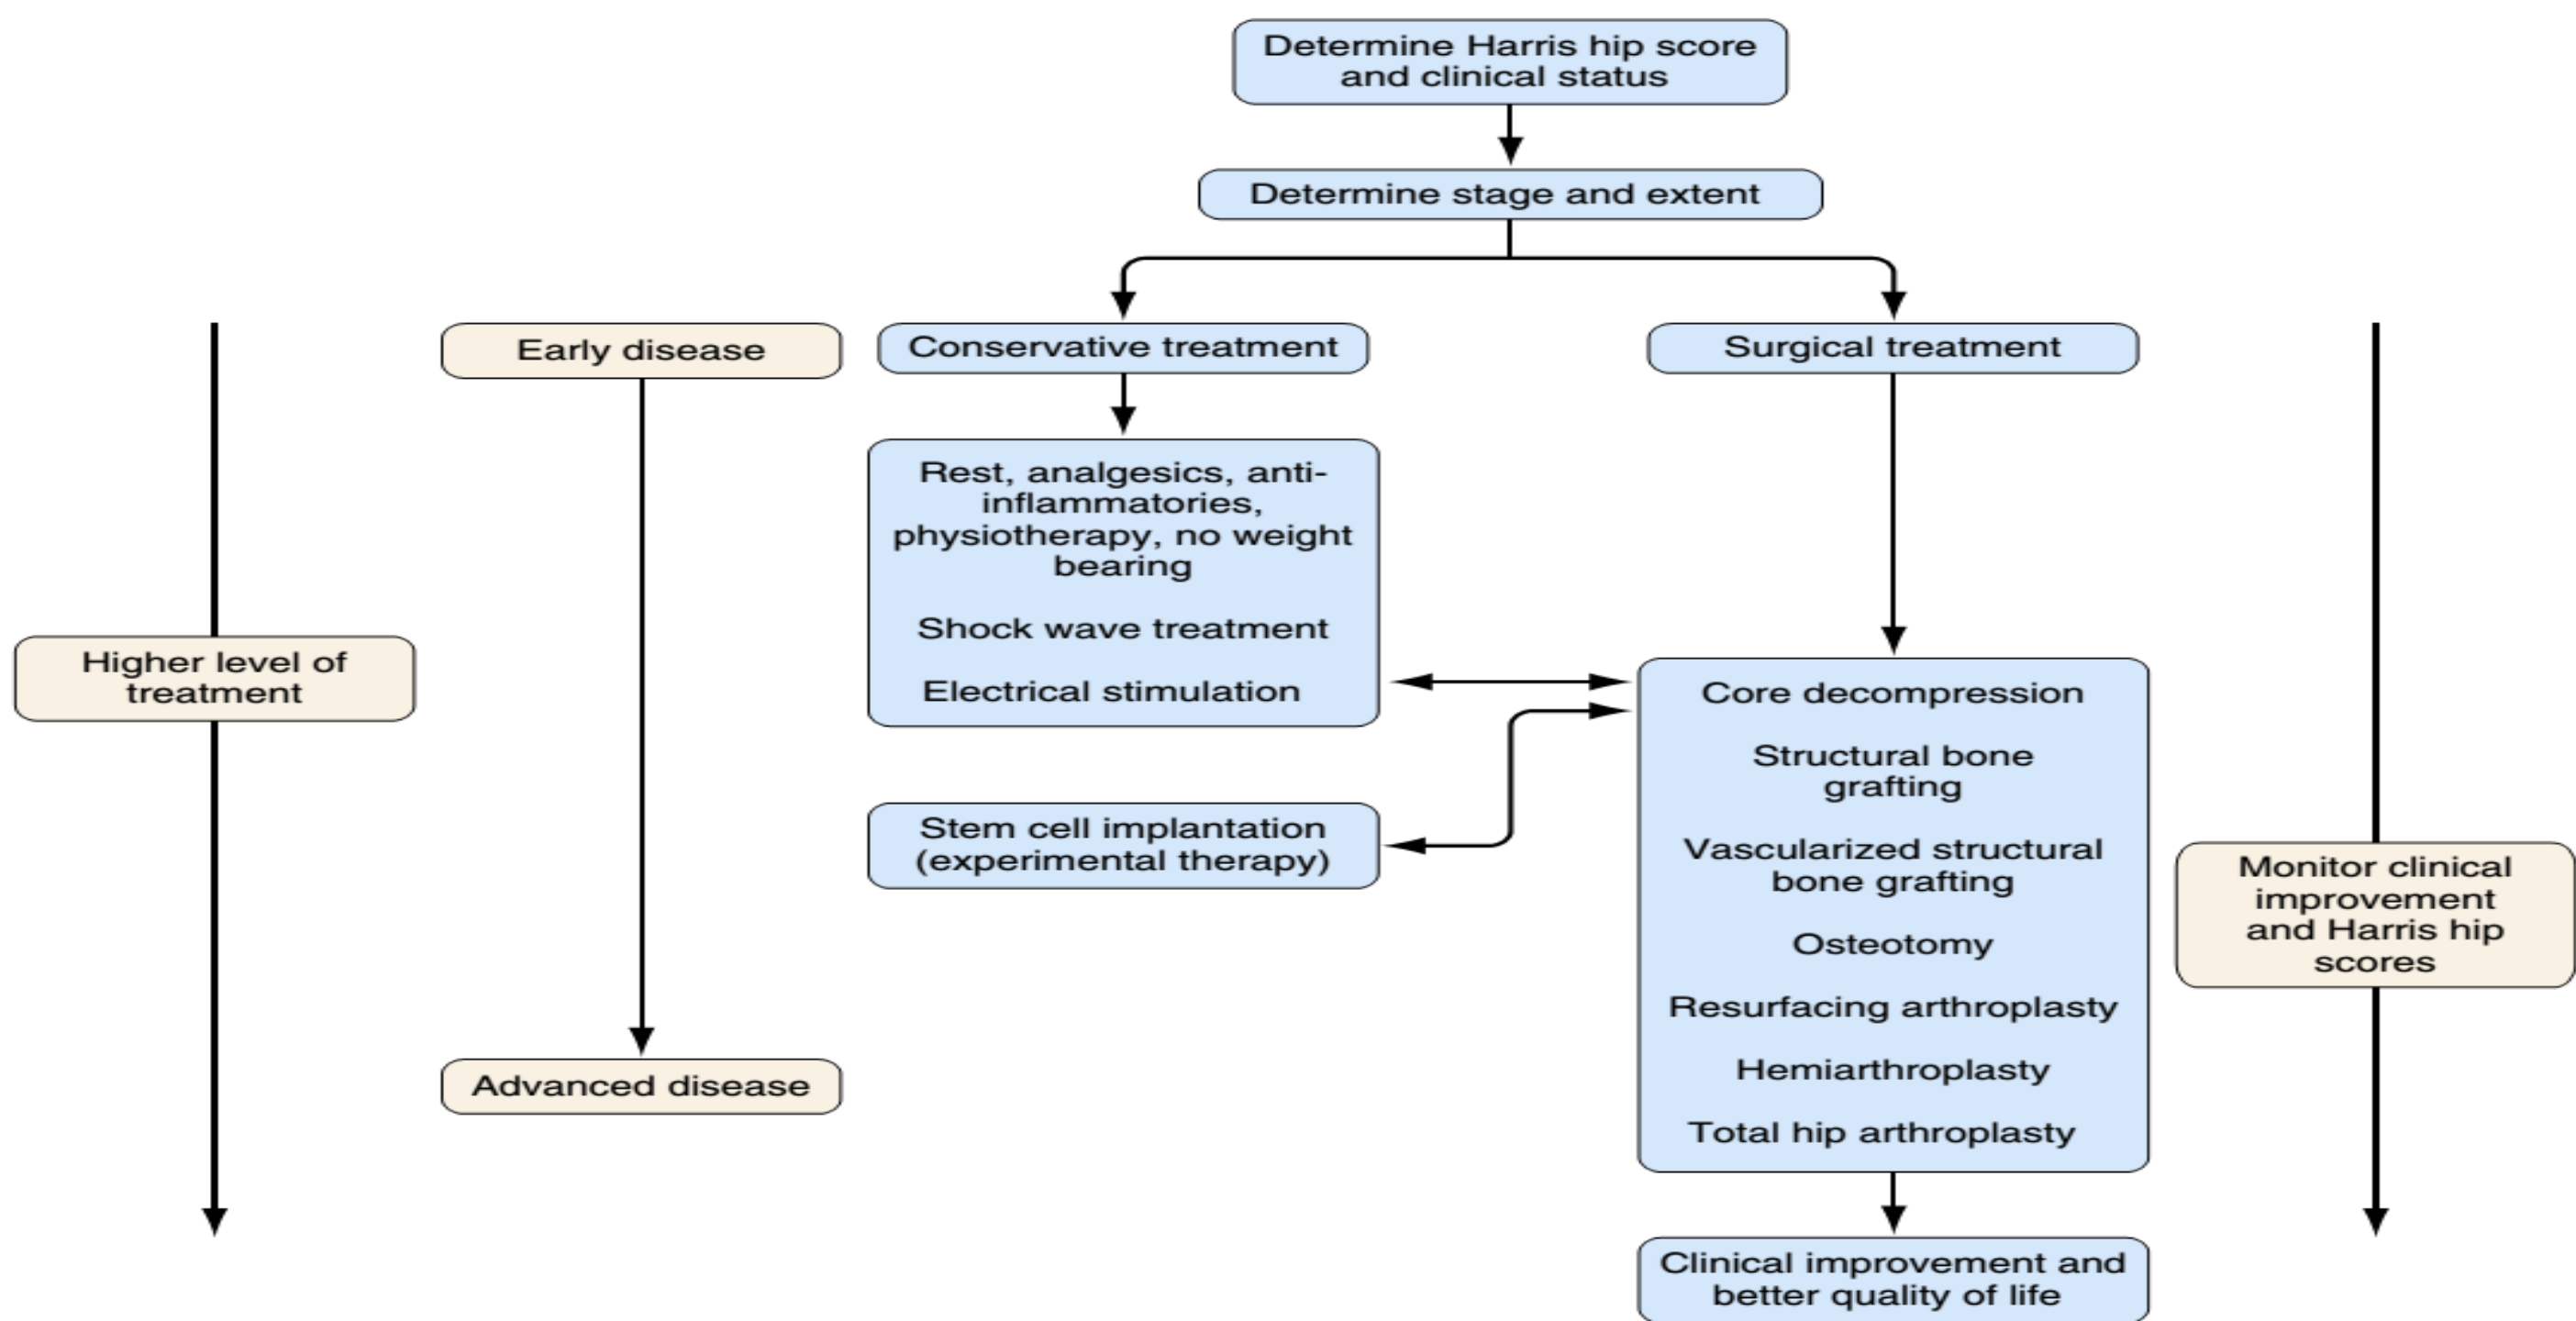 Determine Harris hip score
and clinical status
Determine stage and extent
Early disease
Conservative treatment
Surgical treatment
Rest, analgesics, anti-
inflammatories,
physiotherapy, no weight
bearing
Shock wave treatment
Electrical stimulation
Higher level of
treatment
Core decompression
Structural bone
grafting
Vascularized structural
bone grafting
Osteotomy
Resurfacing arthroplasty
Hemiarthroplasty
Total hip arthroplasty
Stem cell implantation
(experimental therapy)
Monitor clinical
improvement
and Harris hip
scores
Advanced disease
Clinical improvement and
better quality of life